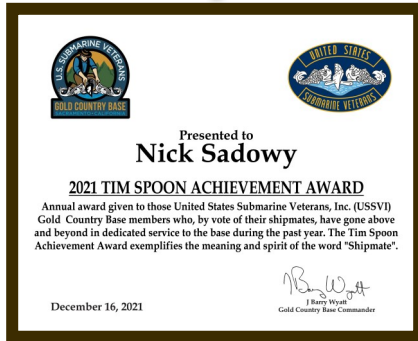 U.S. SUBMARINE VETERANS
GOLD COUNTRY BASE
SACRAMENTO-CALIFORNIA
UNITED STATES
SUBMARINE VETERANS
Presented to
Nick Sadowy
2021 TIM SPOON ACHIEVEMENT AWARD
Annual award given to those United States Submarine Veterans, Inc. (USSVI)
Gold Country Base members who, by vote of their shipmates, have gone above
and beyond in dedicated service to the base during the past year. The Tim Spoon
Achievement Award exemplifies the meaning and spirit of the word "Shipmate".
J Barry Wyatt
December 16, 2021
J Barry Wyatt
Gold Country Base Commander